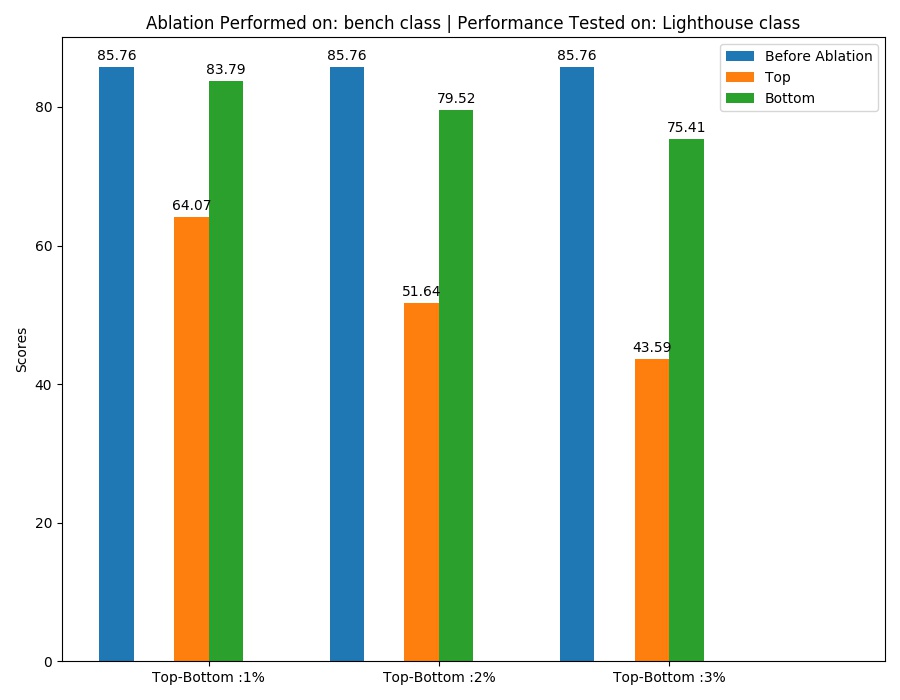 Ablation Performed on: bench class | Performance Tested on: Lighthouse class
Before Ablation
Top
Bottom
85.76
64.07
83.79
85.76
51.64
79.52
85.76
43.59
75.41
Scores
80
60
40
20
0
Top-Bottom :1%
Top-Bottom :2%
Top-Bottom :3%